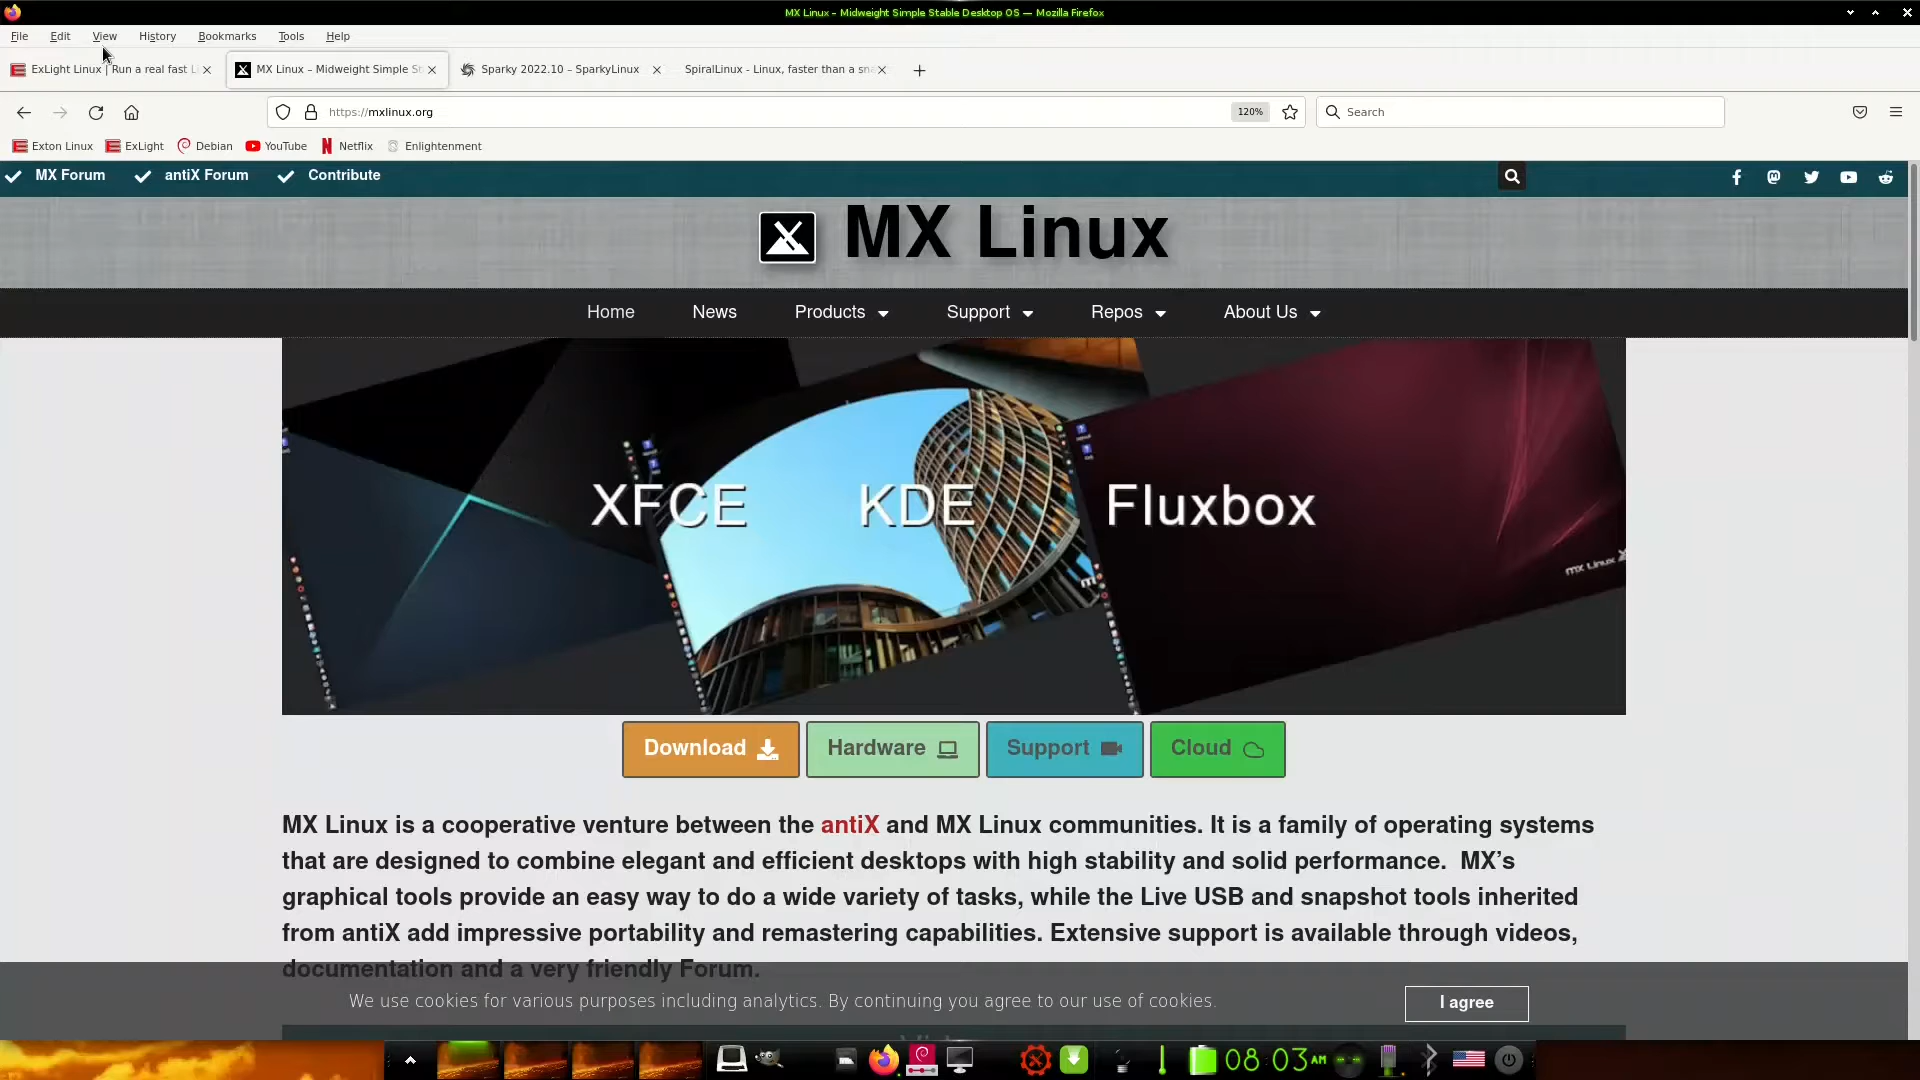 MX Linux – Midweight Simple Stable Desktop OS — Mozilla Firefox
File Edit View History Bookmarks Tools Help
ExLight Linux | Run a real fast L
MX Linux – Midweight Simple St
Sparky 2022.10 – SparkyLinux
SpiralLinux - Linux, faster than a sna
https://mxlinux.org
120%
Search
Exton Linux ExLight Debian YouTube Netflix Enlightenment
MX Forum antiX Forum Contribute
MX Linux
Home News Products Support Repos About Us
XFCE KDE Fluxbox
mx Linux
Download Hardware Support Cloud
MX Linux is a cooperative venture between the antiX and MX Linux communities. It is a family of operating systems
that are designed to combine elegant and efficient desktops with high stability and solid performance. MX’s
graphical tools provide an easy way to do a wide variety of tasks, while the Live USB and snapshot tools inherited
from antiX add impressive portability and remastering capabilities. Extensive support is available through videos,
documentation and a very friendly Forum.
We use cookies for various purposes including analytics. By continuing you agree to our use of cookies.
I agree
08:03 AM